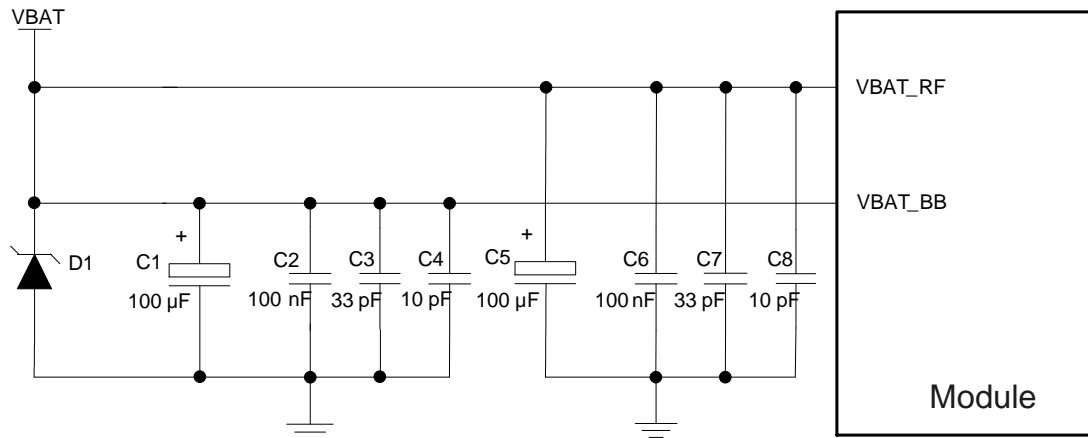 VBAT
VBAT_RF
VBAT_BB
+ +
D1 C1 C2 C3 C4 C5 C6 C7 C8
100 µF 100 nF 33 pF 10 pF 100 µF 100 nF 33 pF 10 pF
Module